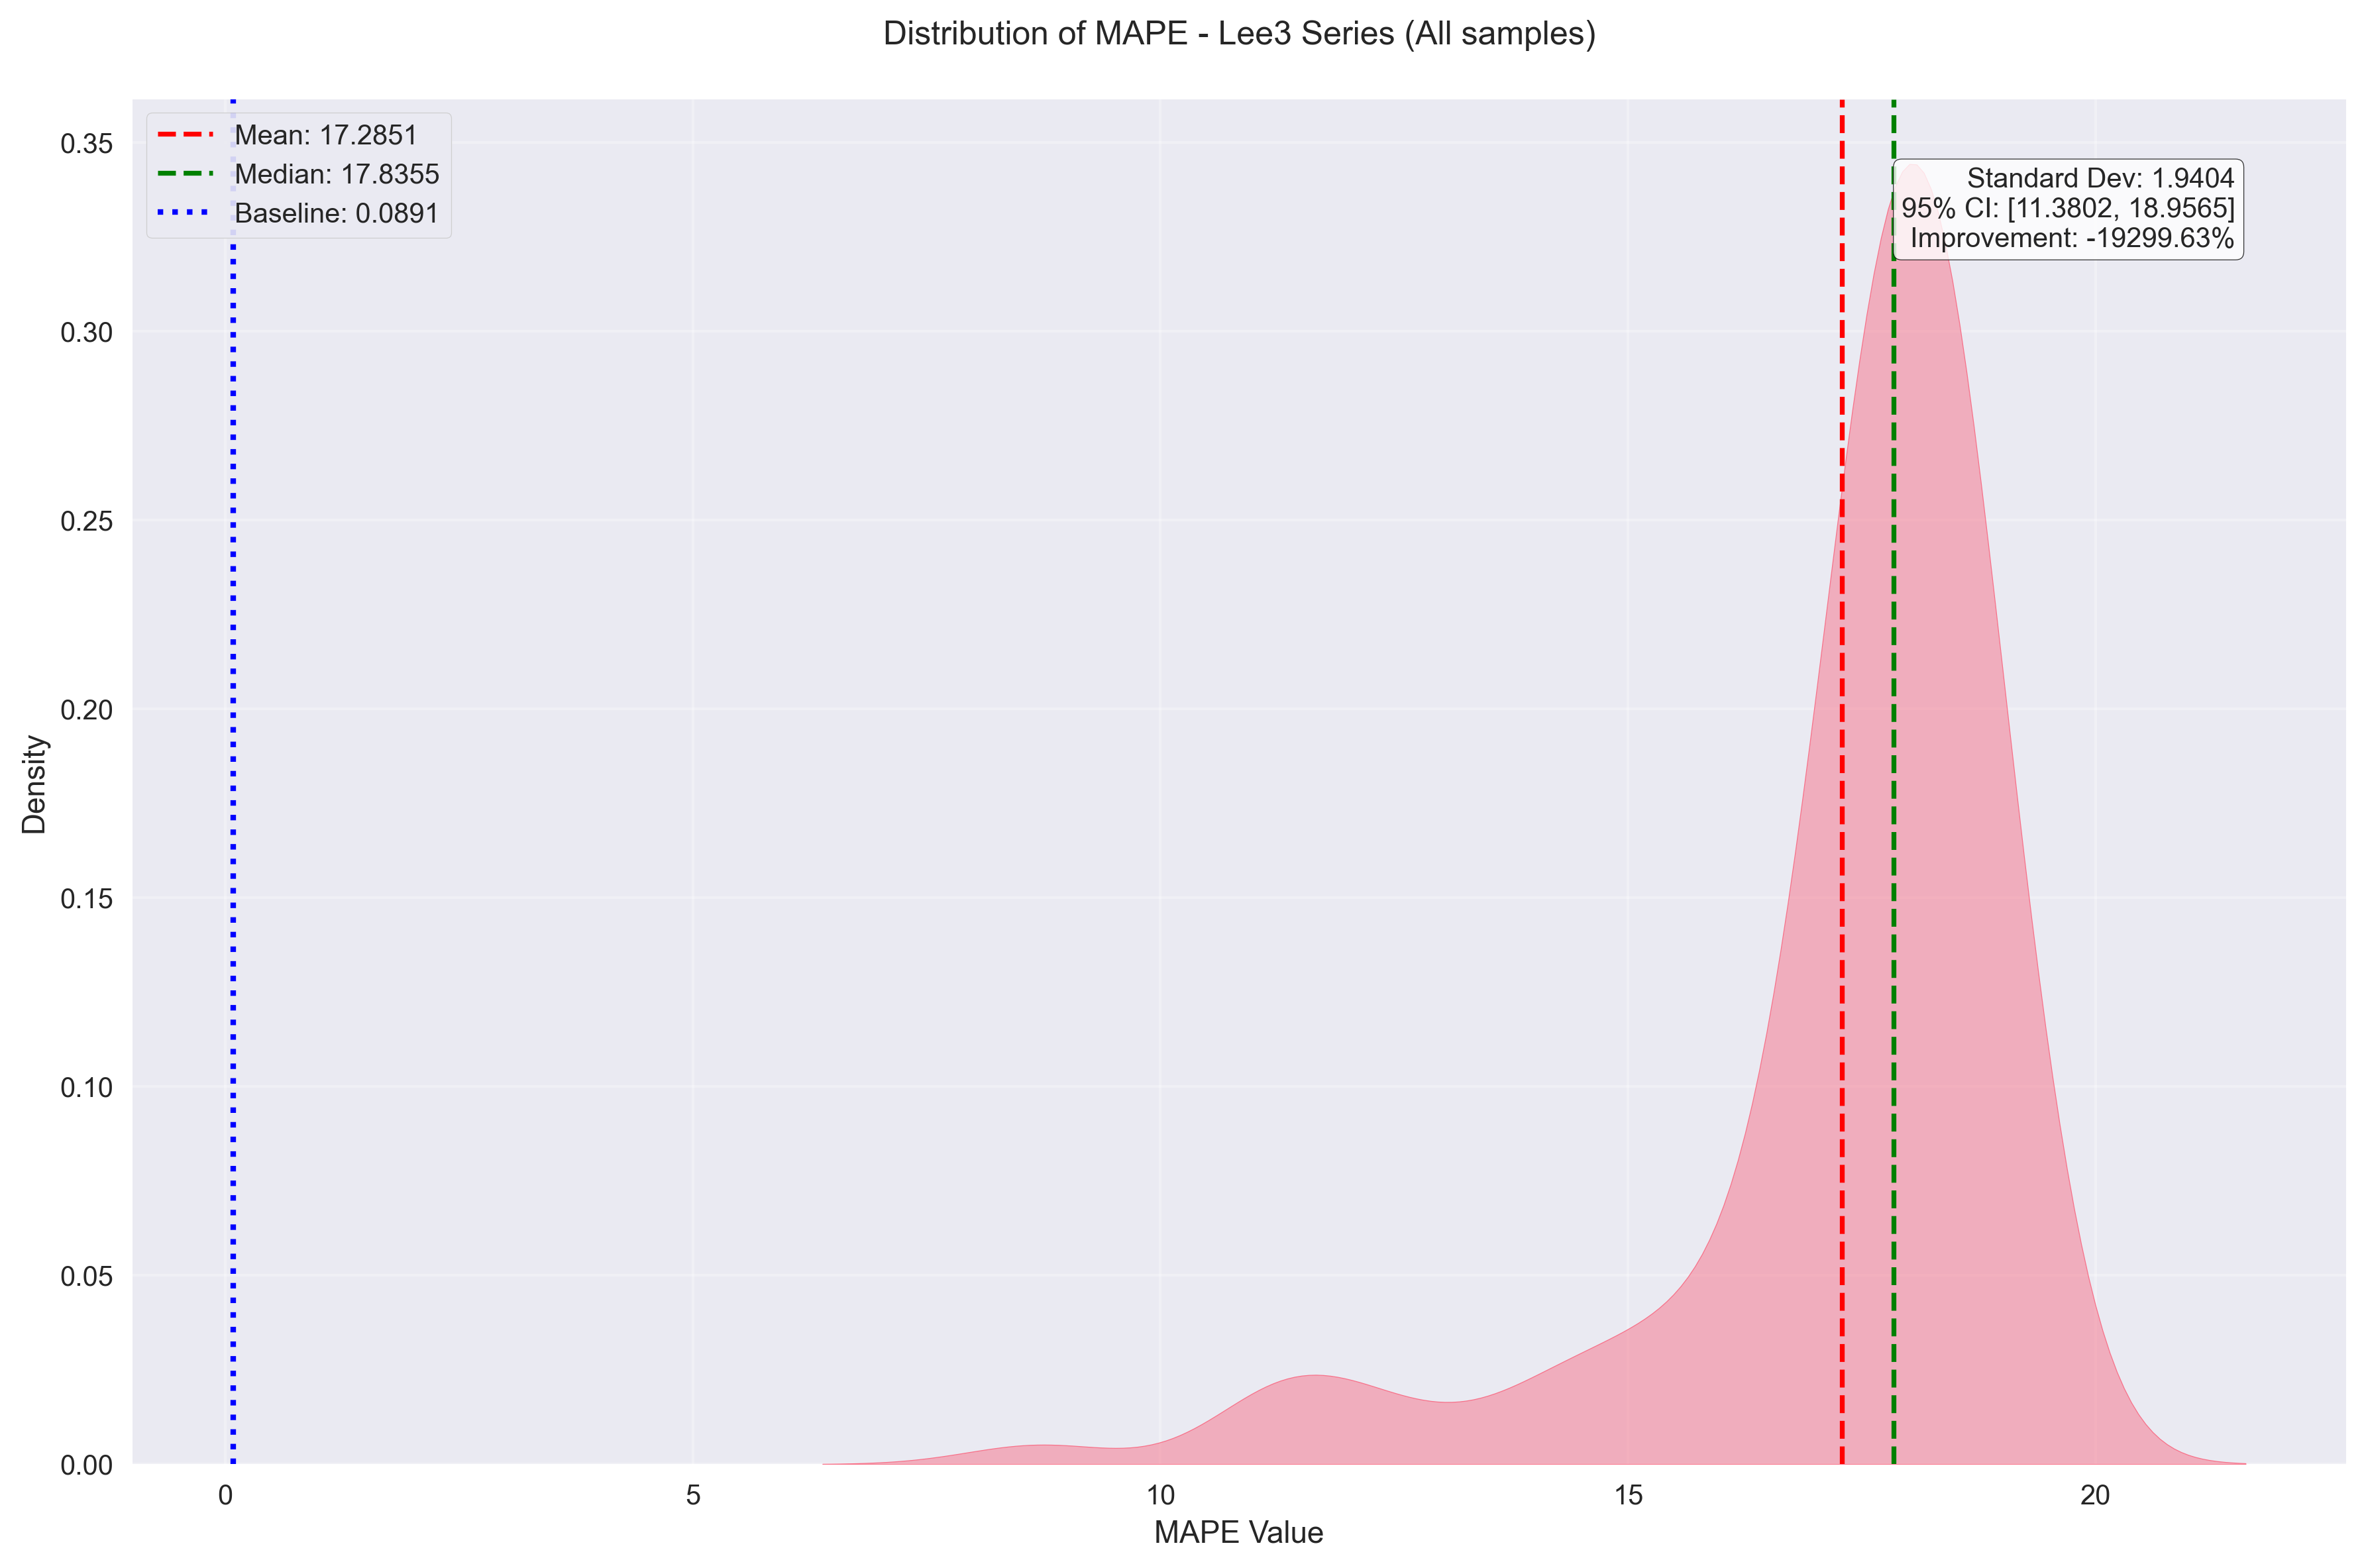 Distribution of MAPE - Lee3 Series (All samples)
Mean: 17.2851
Median: 17.8355
Baseline: 0.0891
Standard Dev: 1.9404
95% CI: [11.3802, 18.9565]
Improvement: -19299.63%
Density
0.35
0.30
0.25
0.20
0.15
0.10
0.05
0.00
0 5 10 15 20
MAPE Value